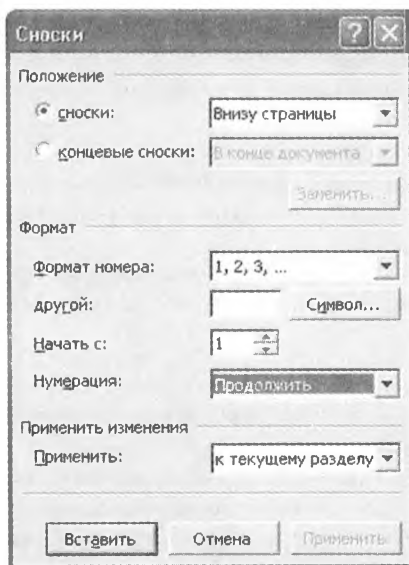 Сноски
Положение
сноски: Внизу страницы
концевые сноски: В конце документа
Заменить...
Формат
Формат номера: 1, 2, 3, ...
другой: Символ...
Начать с: 1
Нумерация: Продолжить
Применить изменения
Применить: к текущему разделу
Вставить Отмена Применить